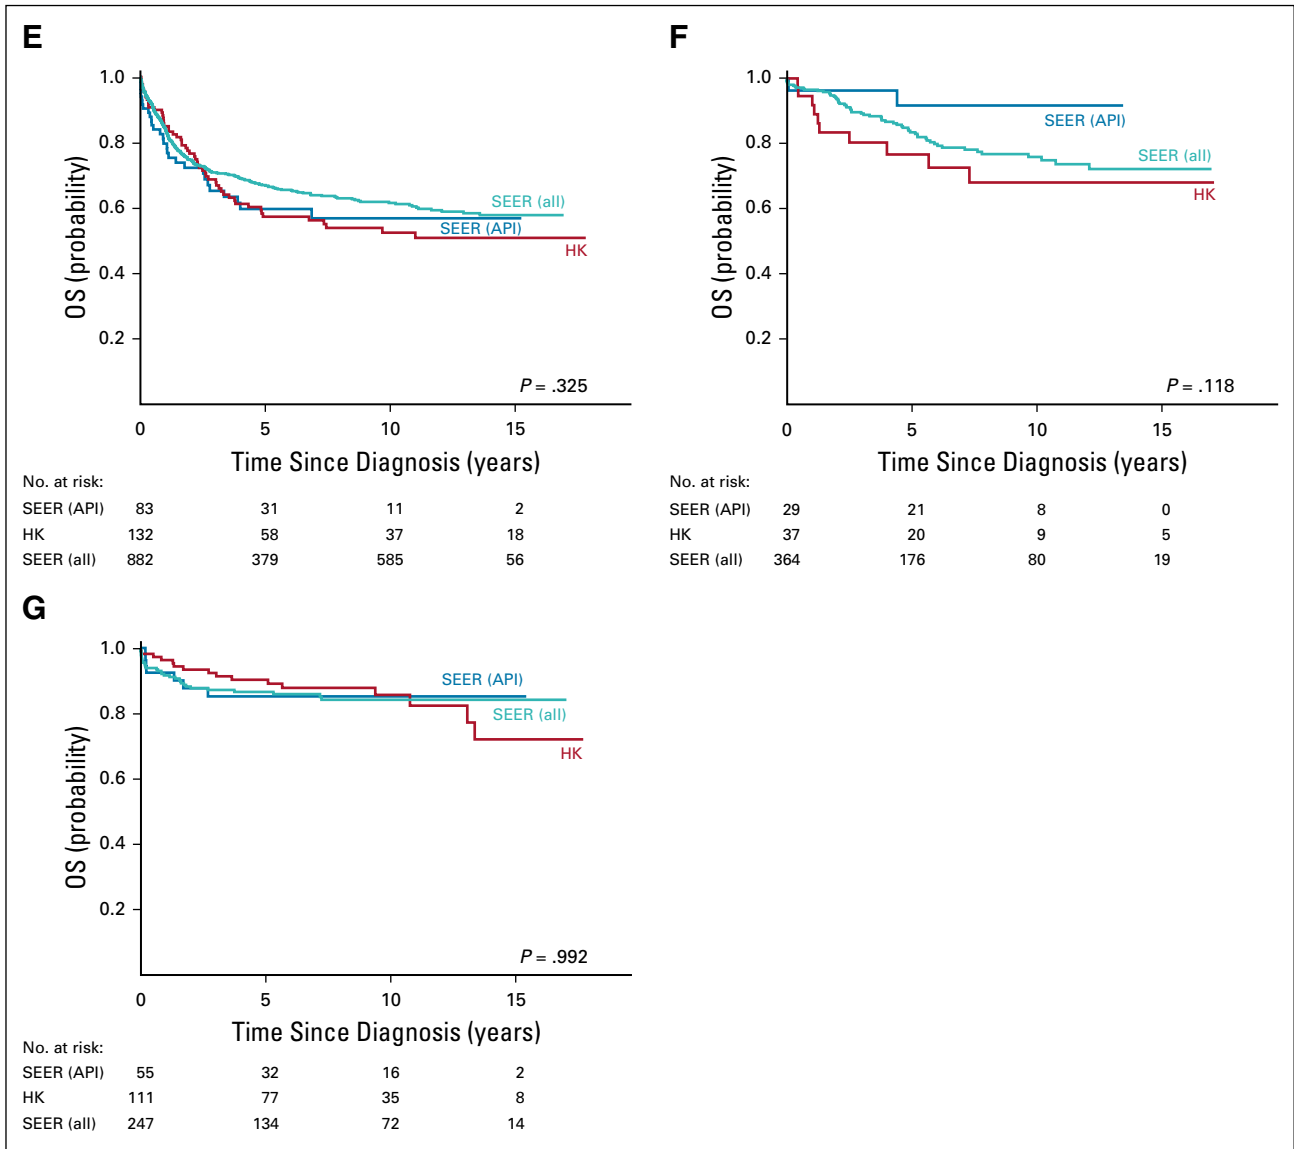 E
1.0
0.8
0.6
0.4
0.2
OS (probability)
SEER (all)
SEER (API)
HK
P = .325
0 5 10 15
Time Since Diagnosis (years)
No. at risk:
SEER (API) 83 31 11 2
HK 132 58 37 18
SEER (all) 882 379 585 56
F
1.0
0.8
0.6
0.4
0.2
OS (probability)
SEER (API)
SEER (all)
HK
P = .118
0 5 10 15
Time Since Diagnosis (years)
No. at risk:
SEER (API) 29 21 8 0
HK 37 20 9 5
SEER (all) 364 176 80 19
G
1.0
0.8
0.6
0.4
0.2
OS (probability)
SEER (API)
SEER (all)
HK
P = .992
0 5 10 15
Time Since Diagnosis (years)
No. at risk:
SEER (API) 55 32 16 2
HK 111 77 35 8
SEER (all) 247 134 72 14